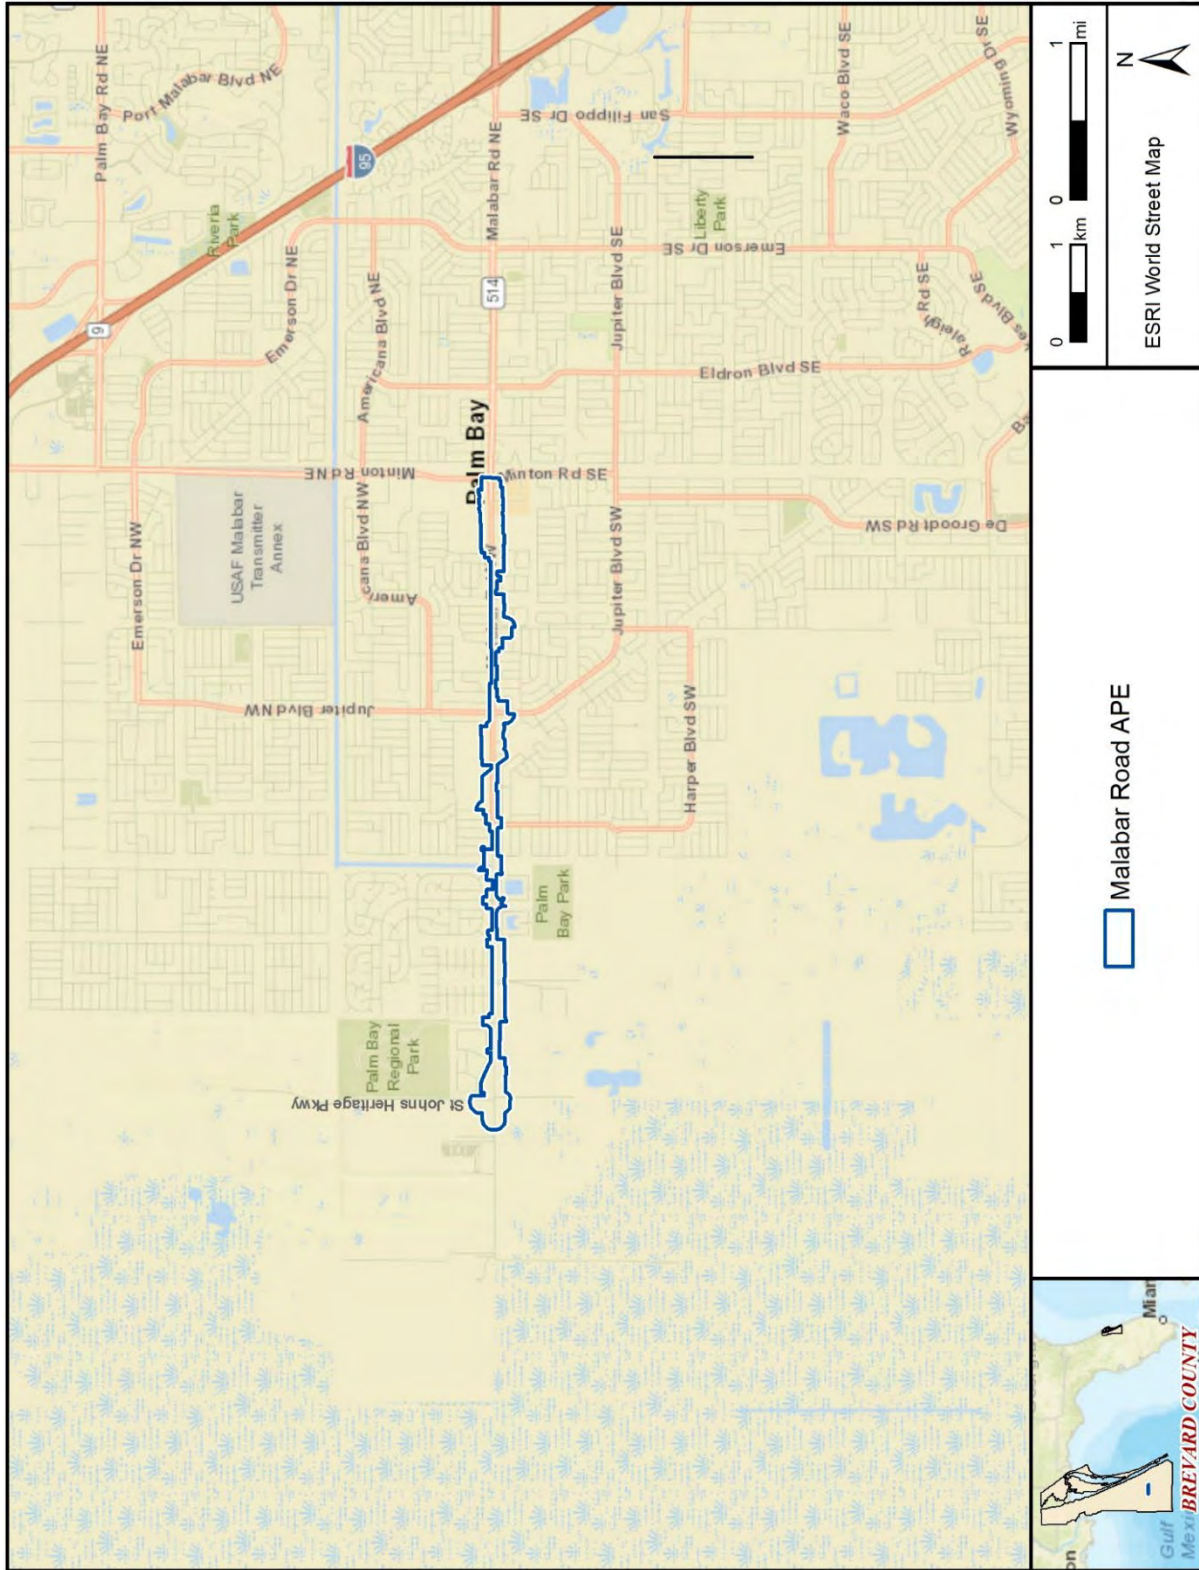 Palm Bay Rd NE
Port Malabar Blvd NE
9
Riveria
Park
95
Emerson Dr NE
Emerson Dr NW
USAF Malabar
Transmitter
Annex
Minton Rd NE
Americana Blvd NE
Jupiter Blvd NW
Palm Bay
Regional
Park
St Johns Heritage Pkwy
Palm Bay
Malabar Rd NE
514
Minton Rd SE
San Filippo Dr SE
Palm
Bay Park
Jupiter Blvd SW
Jupiter Blvd SE
Harper Blvd SW
Liberty
Park
Emerson Dr SE
Eldron Blvd SE
Waco Blvd SE
De Groodt Rd SW
Raleigh Rd SE
Wyoming Dr SE
BREVARD COUNTY
Malabar Road APE
0 1 km
0 1 mi
ESRI World Street Map
N